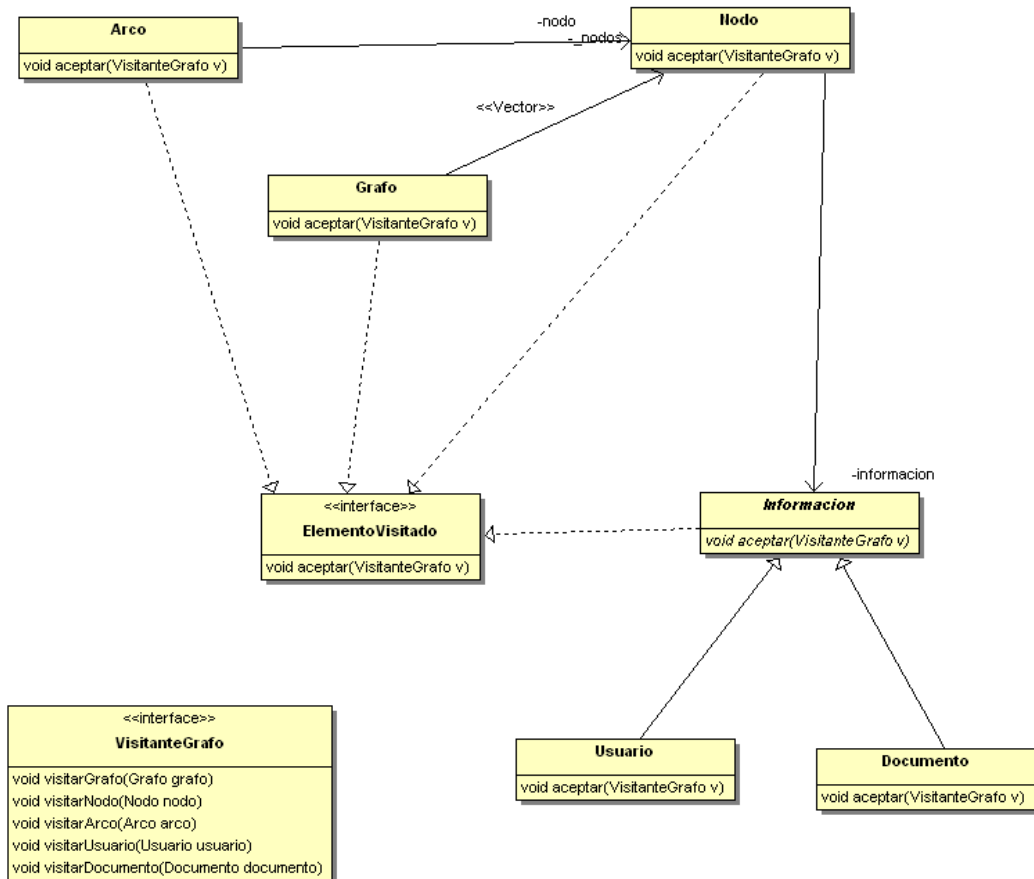 Arco
void aceptar(VisitanteGrafo v)
-nodo
-_nodos
Nodo
void aceptar(VisitanteGrafo v)
<<Vector>>
Grafo
void aceptar(VisitanteGrafo v)
-informacion
<<interface>>
ElementoVisitado
void aceptar(VisitanteGrafo v)
Informacion
void aceptar(VisitanteGrafo v)
<<interface>>
VisitanteGrafo
void visitarGrafo(Grafo grafo)
void visitarNodo(Nodo nodo)
void visitarArco(Arco arco)
void visitarUsuario(Usuario usuario)
void visitarDocumento(Documento documento)
Usuario
void aceptar(VisitanteGrafo v)
Documento
void aceptar(VisitanteGrafo v)